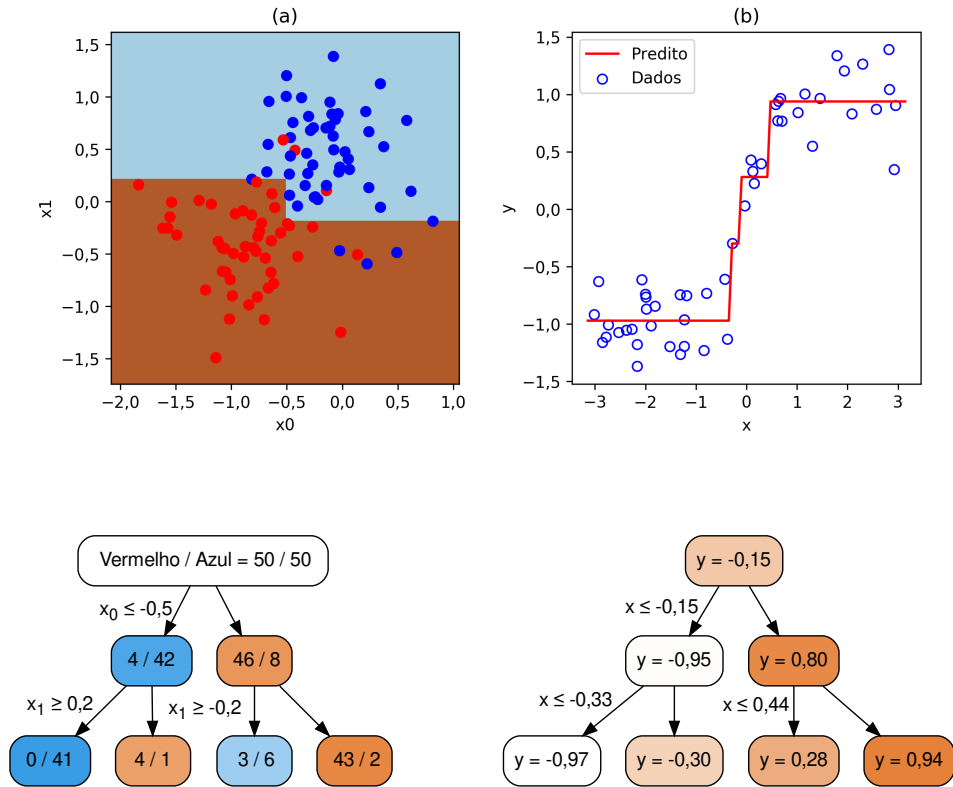 (a)
1,5
1,0
0,5
0,0
−0,5
−1,0
−1,5
x1
−2,0 −1,5 −1,0 −0,5 0,0 0,5 1,0
x0
(b)
Predito
Dados
1,5
1,0
0,5
0,0
−0,5
−1,0
−1,5
y
−3 −2 −1 0 1 2 3
x
Vermelho / Azul = 50 / 50
x0 ≤ -0,5
4 / 42 46 / 8
x1 ≥ 0,2 x1 ≥ -0,2
0 / 41 4 / 1 3 / 6 43 / 2
y = -0,15
x ≤ -0,15
y = -0,95 y = 0,80
x ≤ -0,33 x ≤ 0,44
y = -0,97 y = -0,30 y = 0,28 y = 0,94